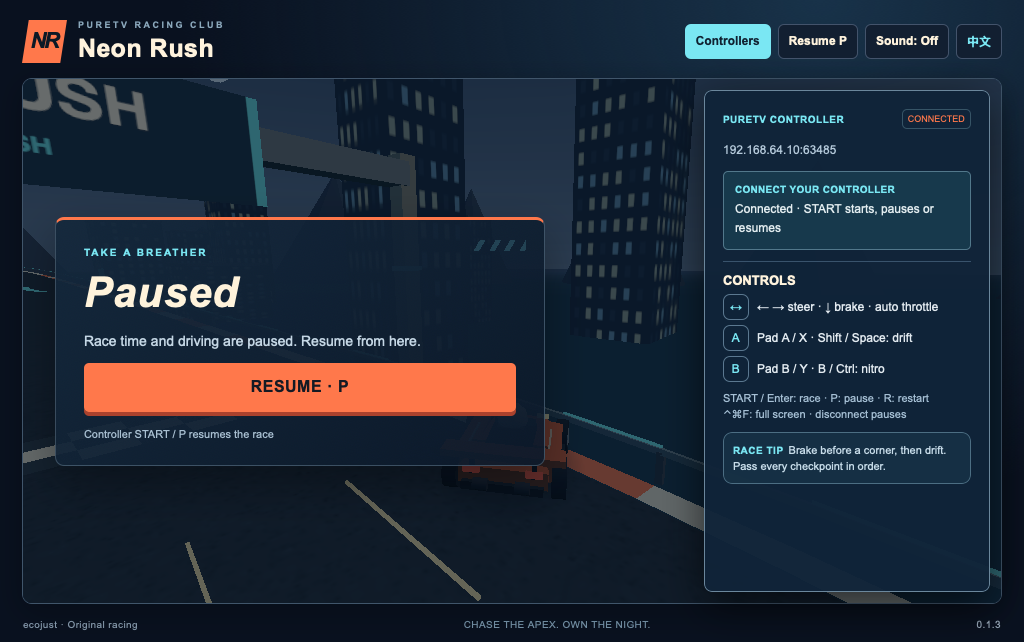 NR
PURETV RACING CLUB
Neon Rush
Controllers
Resume P
Sound: Off
中文
USH
SH
TAKE A BREATHER
Paused
Race time and driving are paused. Resume from here.
RESUME · P
Controller START / P resumes the race
PURETV CONTROLLER
CONNECTED
192.168.64.10:63485
CONNECT YOUR CONTROLLER
Connected · START starts, pauses or
resumes
CONTROLS
↔ ← → steer · ↓ brake · auto throttle
A Pad A / X · Shift / Space: drift
B Pad B / Y · B / Ctrl: nitro
START / Enter: race · P: pause · R: restart
^⌘F: full screen · disconnect pauses
RACE TIP Brake before a corner, then drift.
Pass every checkpoint in order.
ecojust · Original racing
CHASE THE APEX. OWN THE NIGHT.
0.1.3